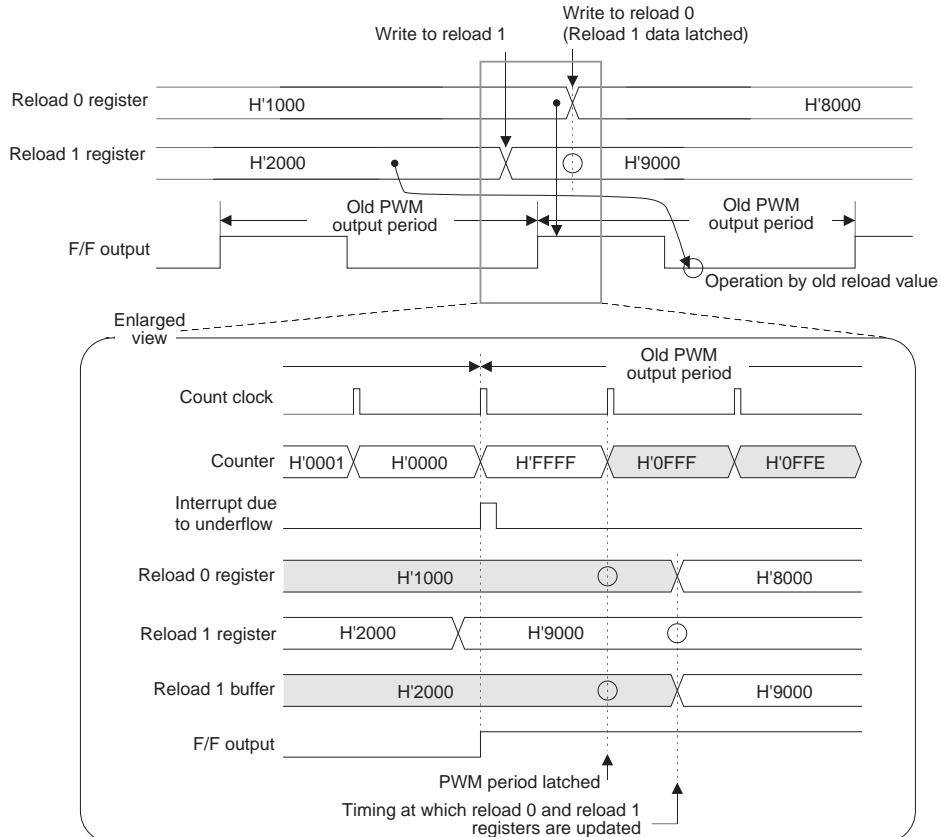 Write to reload 1
Write to reload 0
(Reload 1 data latched)
Reload 0 register
H'1000
H'8000
Reload 1 register
H'2000
H'9000
Old PWM
output period
Old PWM
output period
F/F output
Operation by old reload value
Enlarged
view
Old PWM
output period
Count clock
Counter
H'0001
H'0000
H'FFFF
H'0FFF
H'0FFE
Interrupt due
to underflow
Reload 0 register
H'1000
H'8000
Reload 1 register
H'2000
H'9000
Reload 1 buffer
H'2000
H'9000
F/F output
PWM period latched
Timing at which reload 0 and reload 1
registers are updated